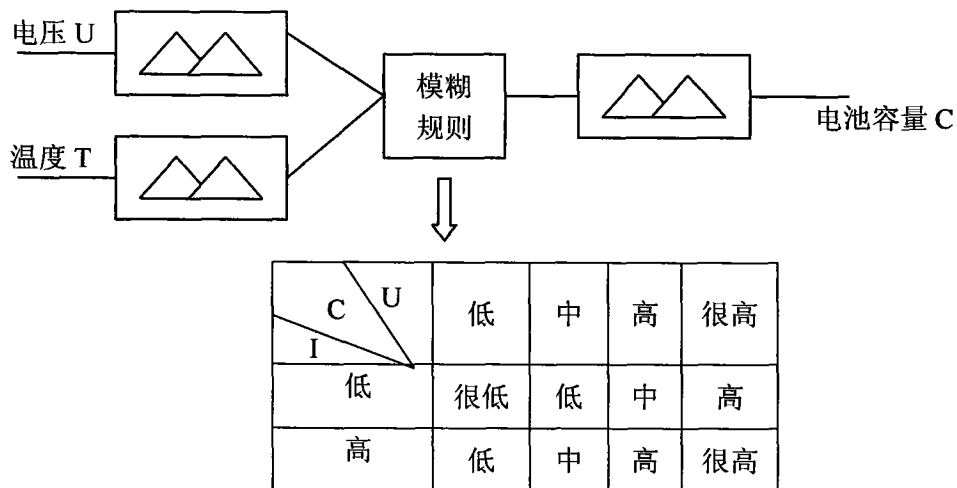 电压 U
模糊
规则
电池容量 C
温度 T
U
C
I
低 中 高 很高
低 很低 低 中 高
高 低 中 高 很高